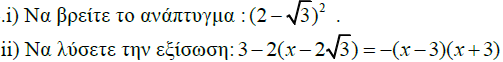 .i) Να βρείτε το ανάπτυγμα : (2 − √3)² .
ii) Να λύσετε την εξίσωση: 3 − 2(x − 2√3) = −(x − 3)(x + 3)